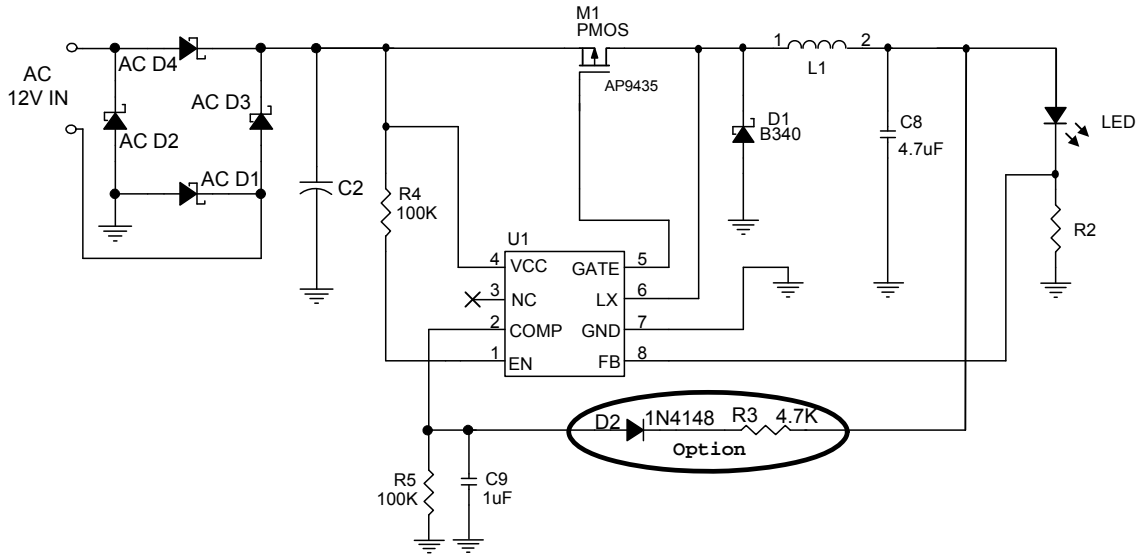 M1
PMOS
AP9435
1
2
L1
AC
12V IN
AC D4
AC D3
AC D2
AC D1
C2
R4
100K
D1
B340
C8
4.7uF
LED
R2
U1
4
VCC
GATE
5
3
NC
LX
6
2
COMP
GND
7
1
EN
FB
8
D2
1N4148
R3
4.7K
Option
R5
100K
C9
1uF